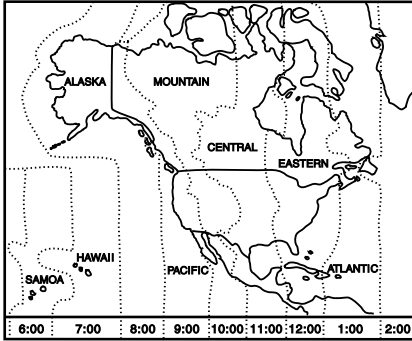 ALASKA
MOUNTAIN
CENTRAL
EASTERN
HAWAII
SAMOA
PACIFIC
ATLANTIC
6:00 7:00 8:00 9:00 10:00 11:00 12:00 1:00 2:00